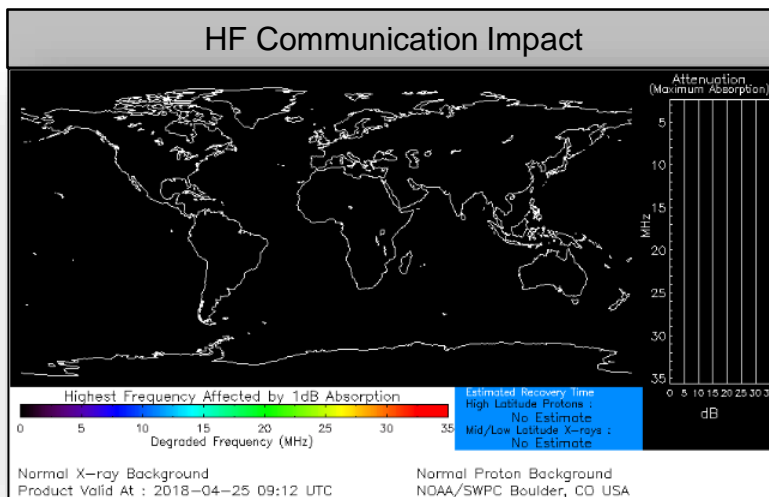 HF Communication Impact
Attenuation
(Maximum Absorption)
5
10
15
20
25
30
35
MHz
0 5 10 15 20 25 30 35
dB
Highest Frequency Affected by 1dB Absorption
0 5 10 15 20 25 30 35
Degraded Frequency (MHz)
Estimated Recovery Time
High Latitude Protons :
No Estimate
Mid/Low Latitude X-rays :
No Estimate
Normal X-ray Background
Product Valid At : 2018-04-25 09:12 UTC
Normal Proton Background
NOAA/SWPC Boulder, CO USA